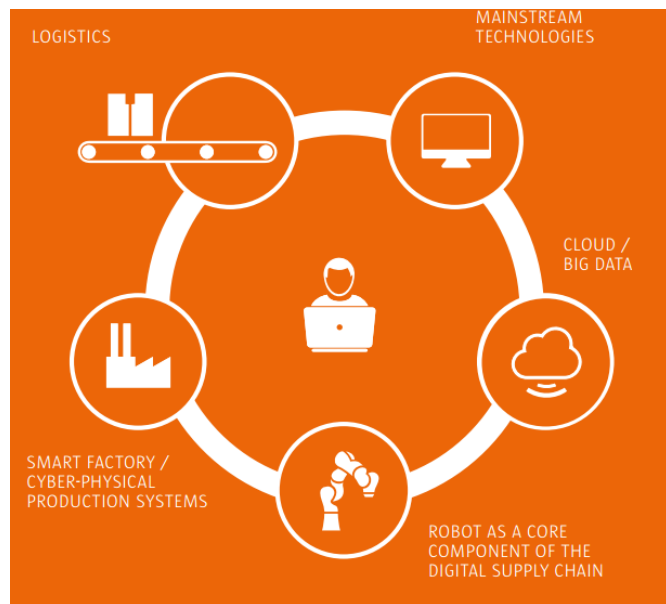 LOGISTICS
MAINSTREAM
TECHNOLOGIES
CLOUD /
BIG DATA
SMART FACTORY /
CYBER-PHYSICAL
PRODUCTION SYSTEMS
ROBOT AS A CORE
COMPONENT OF THE
DIGITAL SUPPLY CHAIN